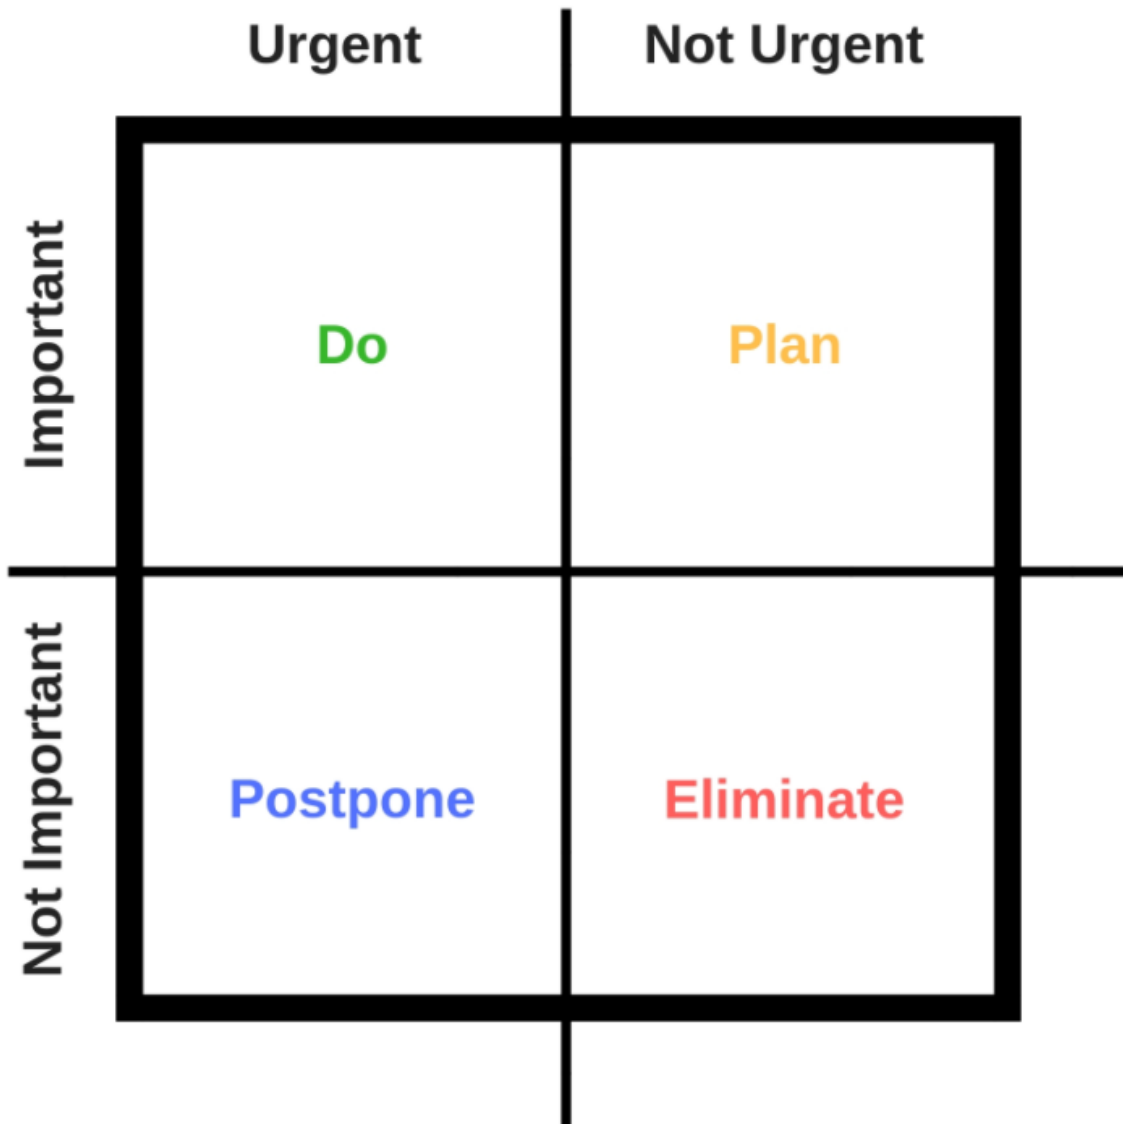 Urgent
Not Urgent
Important
Do
Plan
Not Important
Postpone
Eliminate